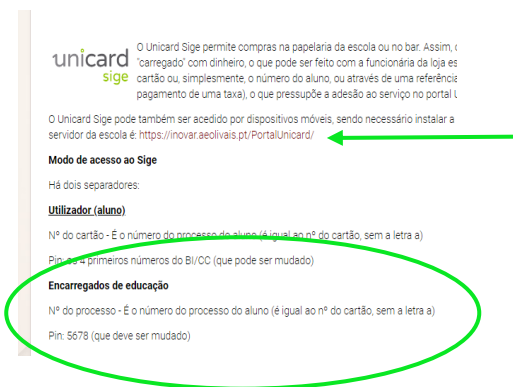 unicard
sige
O Unicard Sige permite compras na papelaria da escola ou no bar. Assim,
"carregado" com dinheiro, o que pode ser feito com a funcionária da loja es
cartão ou, simplesmente, o número do aluno, ou através de uma referência
pagamento de uma taxa), o que pressupõe a adesão ao serviço no portal
O Unicard Sige pode também ser acedido por dispositivos móveis, sendo necessário instalar a
servidor da escola é: https://inovar.aeolivais.pt/PortalUnicard/
Modo de acesso ao Sige
Há dois separadores:
Utilizador (aluno)
Nº do cartão - É o número do processo do aluno (é igual ao nº do cartão, sem a letra a)
Pin: os 4 primeiros números do BI/CC (que pode ser mudado)
Encarregados de educação
Nº do processo - É o número do processo do aluno (é igual ao nº do cartão, sem a letra a)
Pin: 5678 (que deve ser mudado)